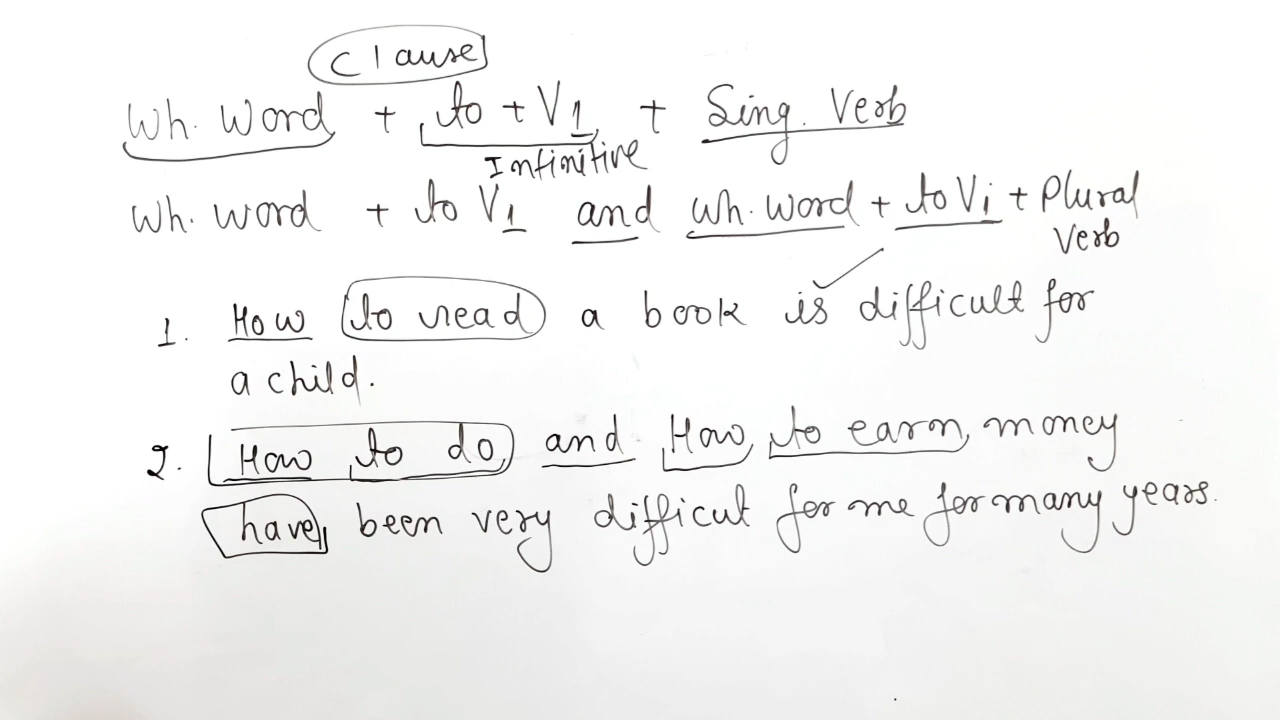 Clause
Wh. Word + to + V1 + Sing. Verb
Infinitive
Wh. word + to V1 and Wh. word + to V1 + Plural
Verb
1. How to read a book is difficult for
a child.
2. How to do and How to earn money
have been very difficut for me for many years.